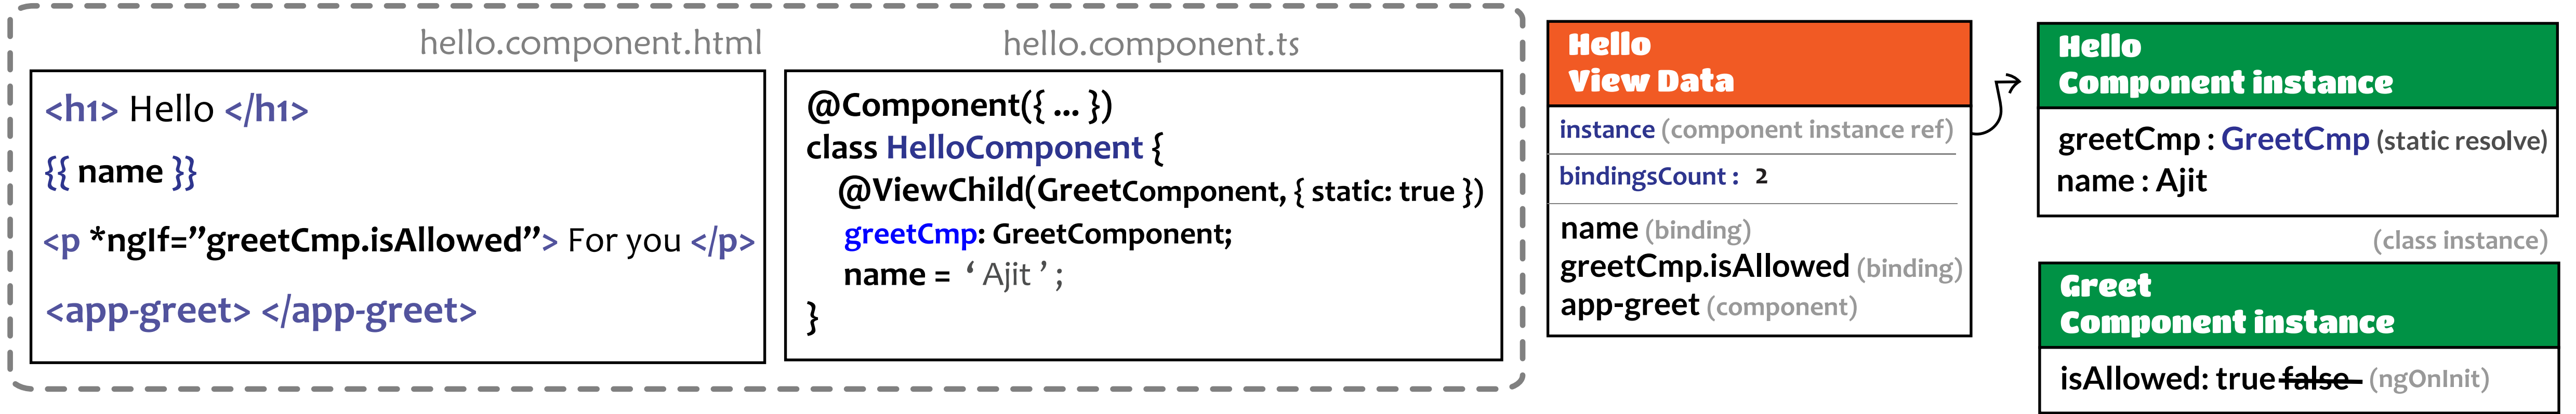 hello.component.html
<h1> Hello </h1>
{{ name }}
<p *ngIf=”greetCmp.isAllowed”> For you </p>
<app-greet> </app-greet>
hello.component.ts
@Component({ ... })
class HelloComponent {
@ViewChild(GreetComponent, { static: true })
greetCmp: GreetComponent;
name = ‘ Ajit ’ ;
}
Hello
View Data
instance (component instance ref)
bindingsCount : 2
name (binding)
greetCmp.isAllowed (binding)
app-greet (component)
Hello
Component instance
greetCmp : GreetCmp (static resolve)
name : Ajit
(class instance)
Greet
Component instance
isAllowed: true false (ngOnInit)